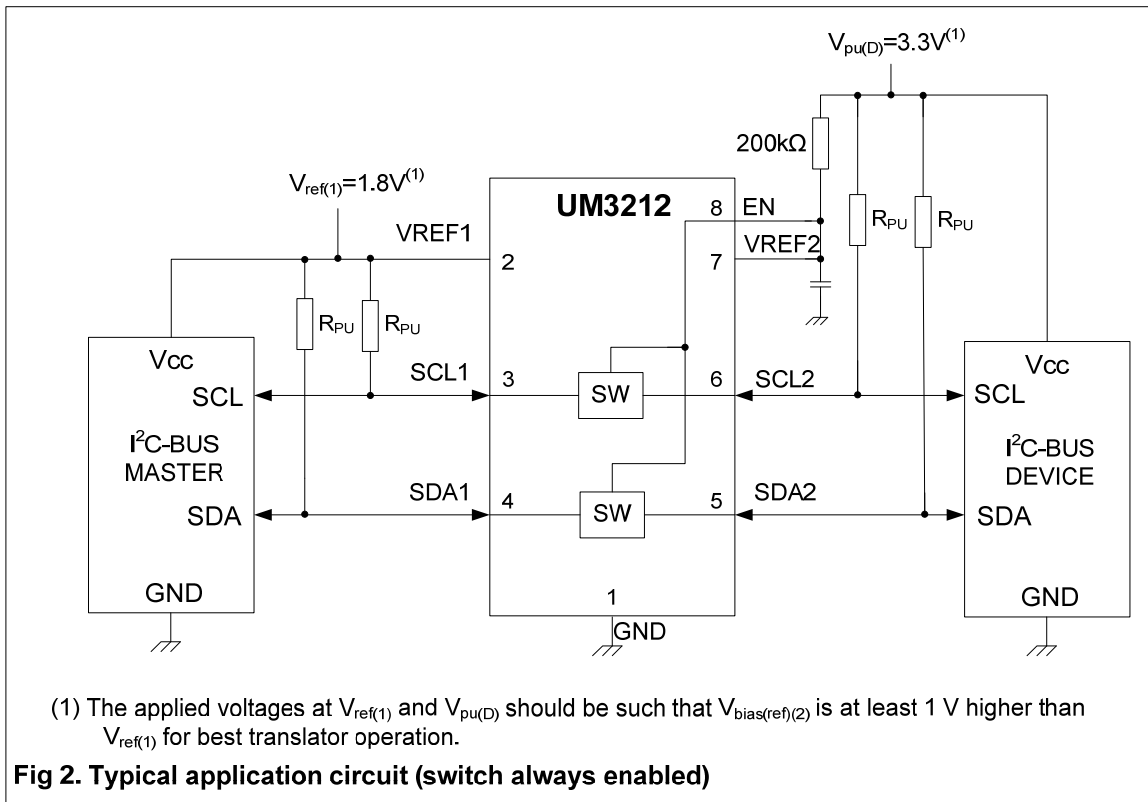 V_pu(D)=3.3V^(1)
200kΩ
V_ref(1)=1.8V^(1)
UM3212
8 EN
R_PU R_PU
VREF1
VREF2
2
7
R_PU R_PU
Vcc
Vcc
SCL1
3
SW
6
SCL2
SCL
SCL
I²C-BUS
MASTER
I²C-BUS
DEVICE
SDA1
4
SW
5
SDA2
SDA
SDA
GND
1
GND
GND
(1) The applied voltages at V_ref(1) and V_pu(D) should be such that V_bias(ref)(2) is at least 1 V higher than
V_ref(1) for best translator operation.
Fig 2. Typical application circuit (switch always enabled)